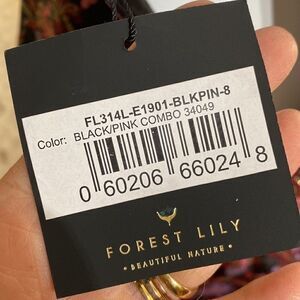 FL314L-E1901-BLKPIN-8
Color: BLACK/PINK COMBO 34049
0 60206 66024 8
FOREST LILY
• BEAUTIFUL NATURE •